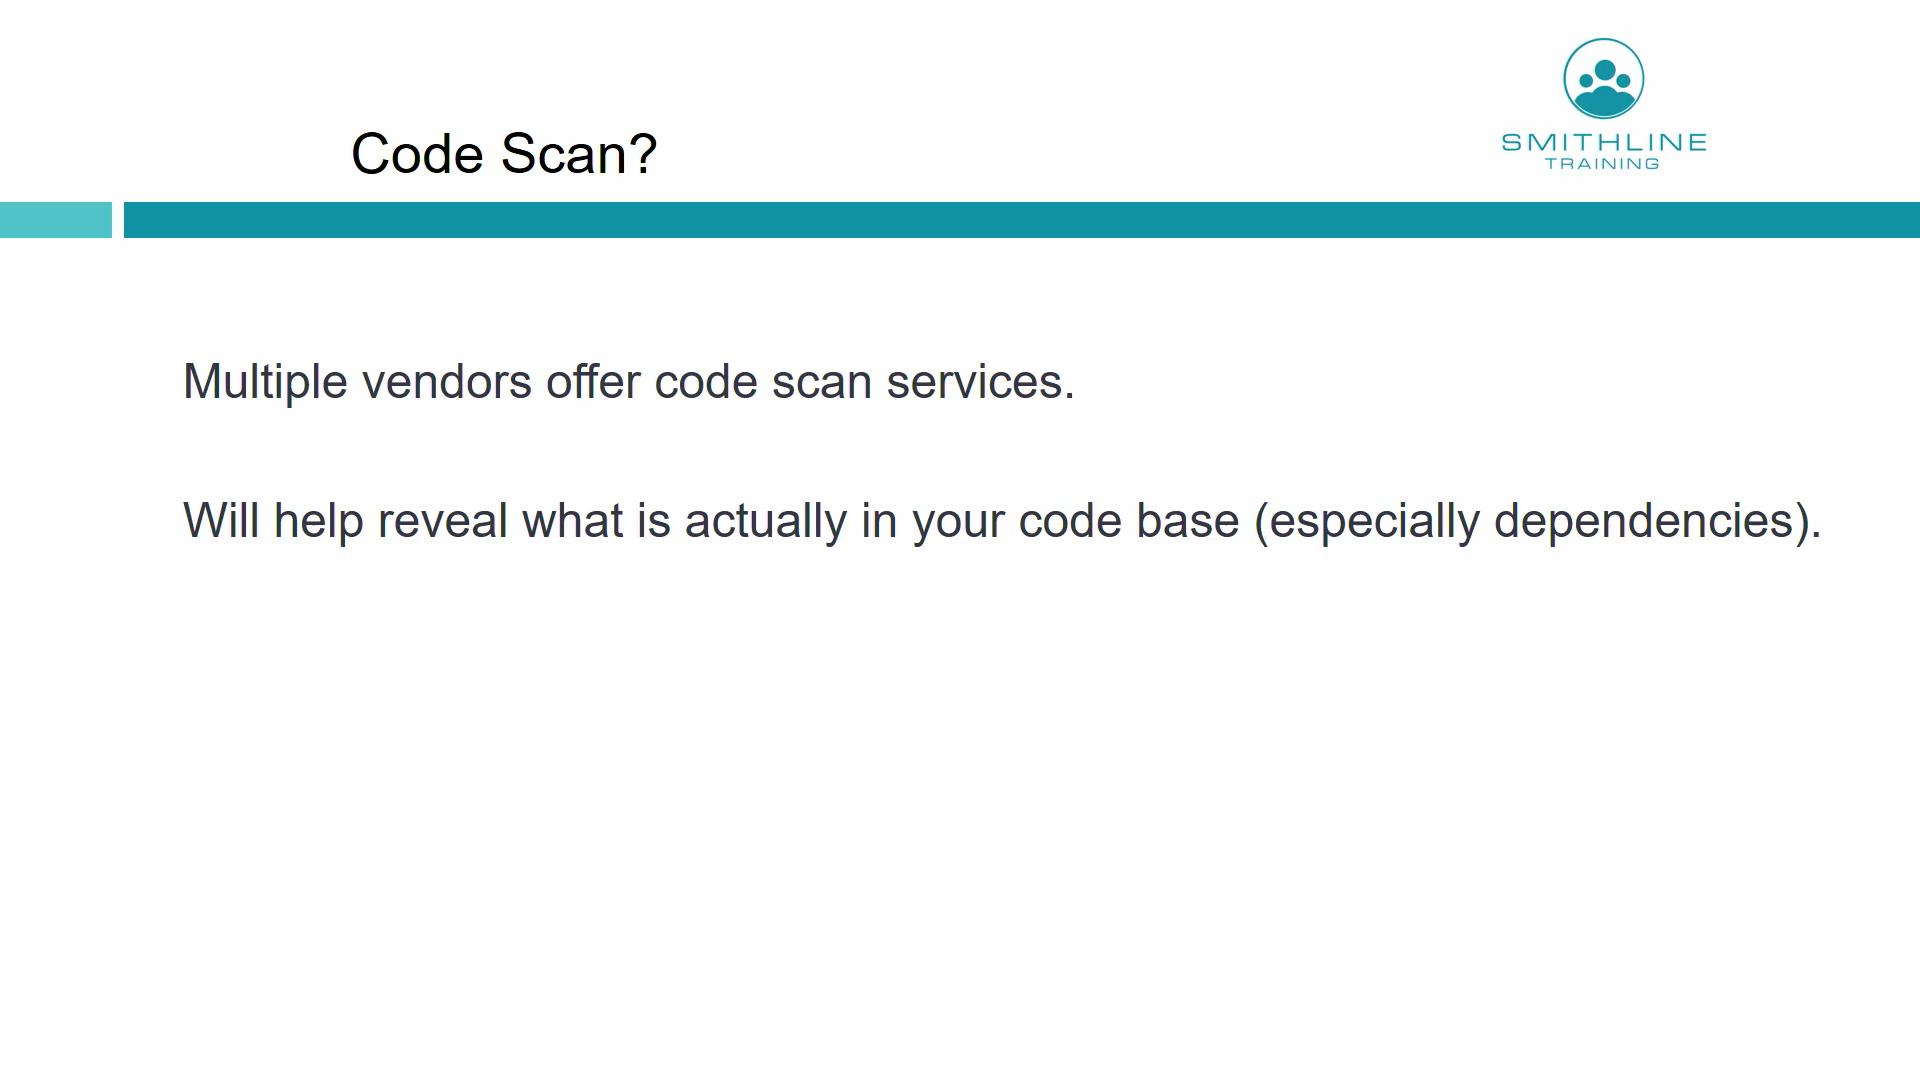 SMITHLINE
TRAINING
Code Scan?
Multiple vendors offer code scan services.
Will help reveal what is actually in your code base (especially dependencies).